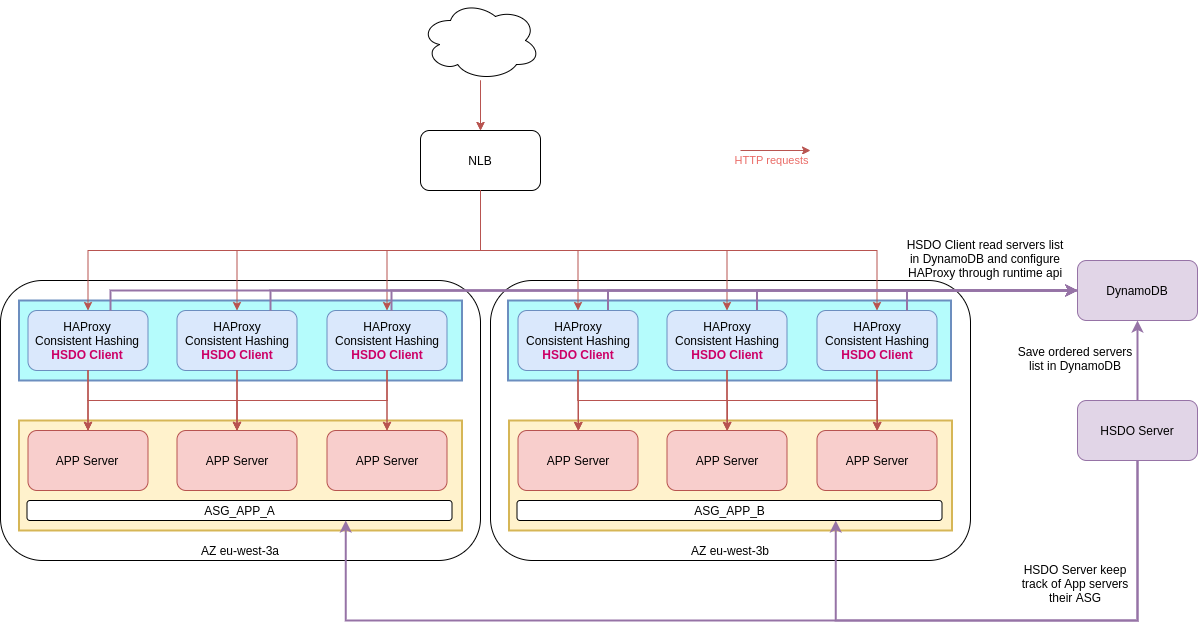 NLB
HTTP requests
HSDO Client read servers list
in DynamoDB and configure
HAProxy through runtime api
DynamoDB
HAProxy
Consistent Hashing
HSDO Client
HAProxy
Consistent Hashing
HSDO Client
HAProxy
Consistent Hashing
HSDO Client
HAProxy
Consistent Hashing
HSDO Client
HAProxy
Consistent Hashing
HSDO Client
HAProxy
Consistent Hashing
HSDO Client
Save ordered servers
list in DynamoDB
HSDO Server
APP Server
APP Server
APP Server
APP Server
APP Server
APP Server
ASG_APP_A
ASG_APP_B
AZ eu-west-3a
AZ eu-west-3b
HSDO Server keep
track of App servers
their ASG